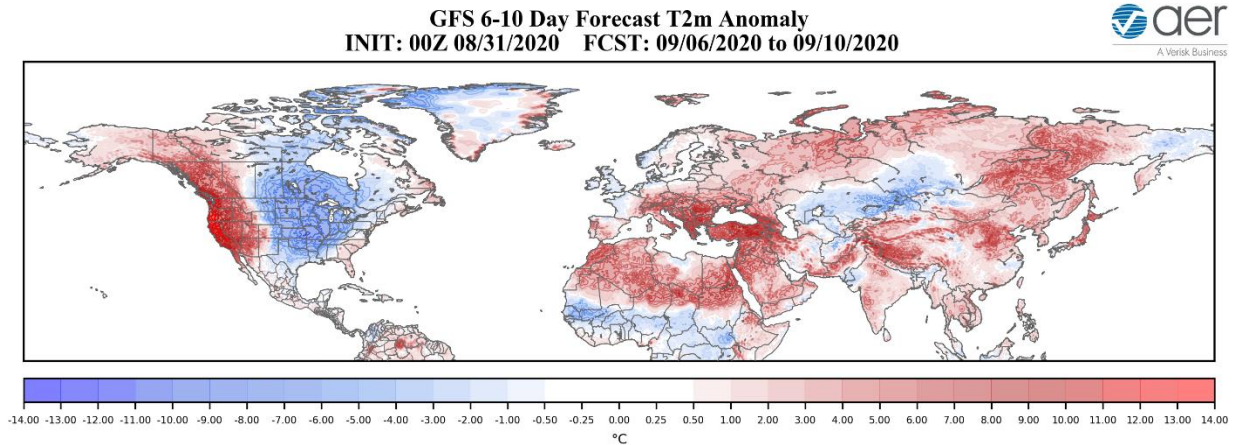 GFS 6-10 Day Forecast T2m Anomaly
INIT: 00Z 08/31/2020 FCST: 09/06/2020 to 09/10/2020
aer
A Verisk Business
-14.00 -13.00 -12.00 -11.00 -10.00 -9.00 -8.00 -7.00 -6.00 -5.00 -4.00 -3.00 -2.00 -1.00 -0.50 -0.25 0.00 0.25 0.50 1.00 2.00 3.00 4.00 5.00 6.00 7.00 8.00 9.00 10.00 11.00 12.00 13.00 14.00
°C